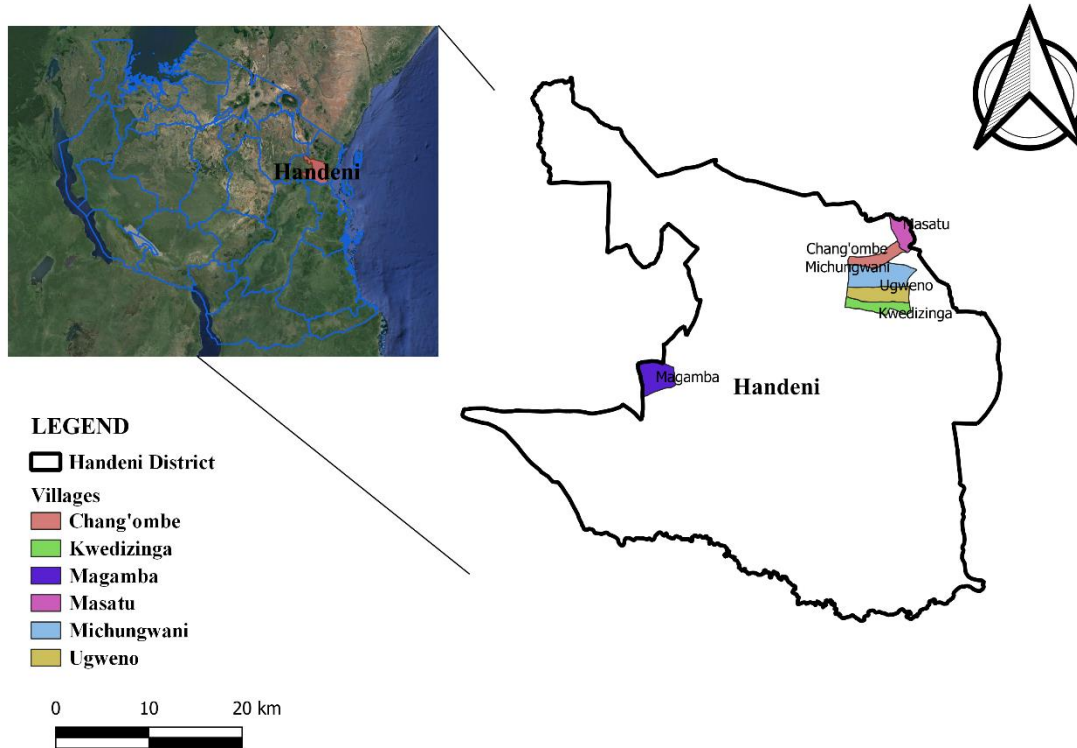 Handeni
Masatu
Chang'ombe
Michungwani
Ugweno
Kwedizinga
Magamba
Handeni
LEGEND
Handeni District
Villages
Chang'ombe
Kwedizinga
Magamba
Masatu
Michungwani
Ugweno
0 10 20 km